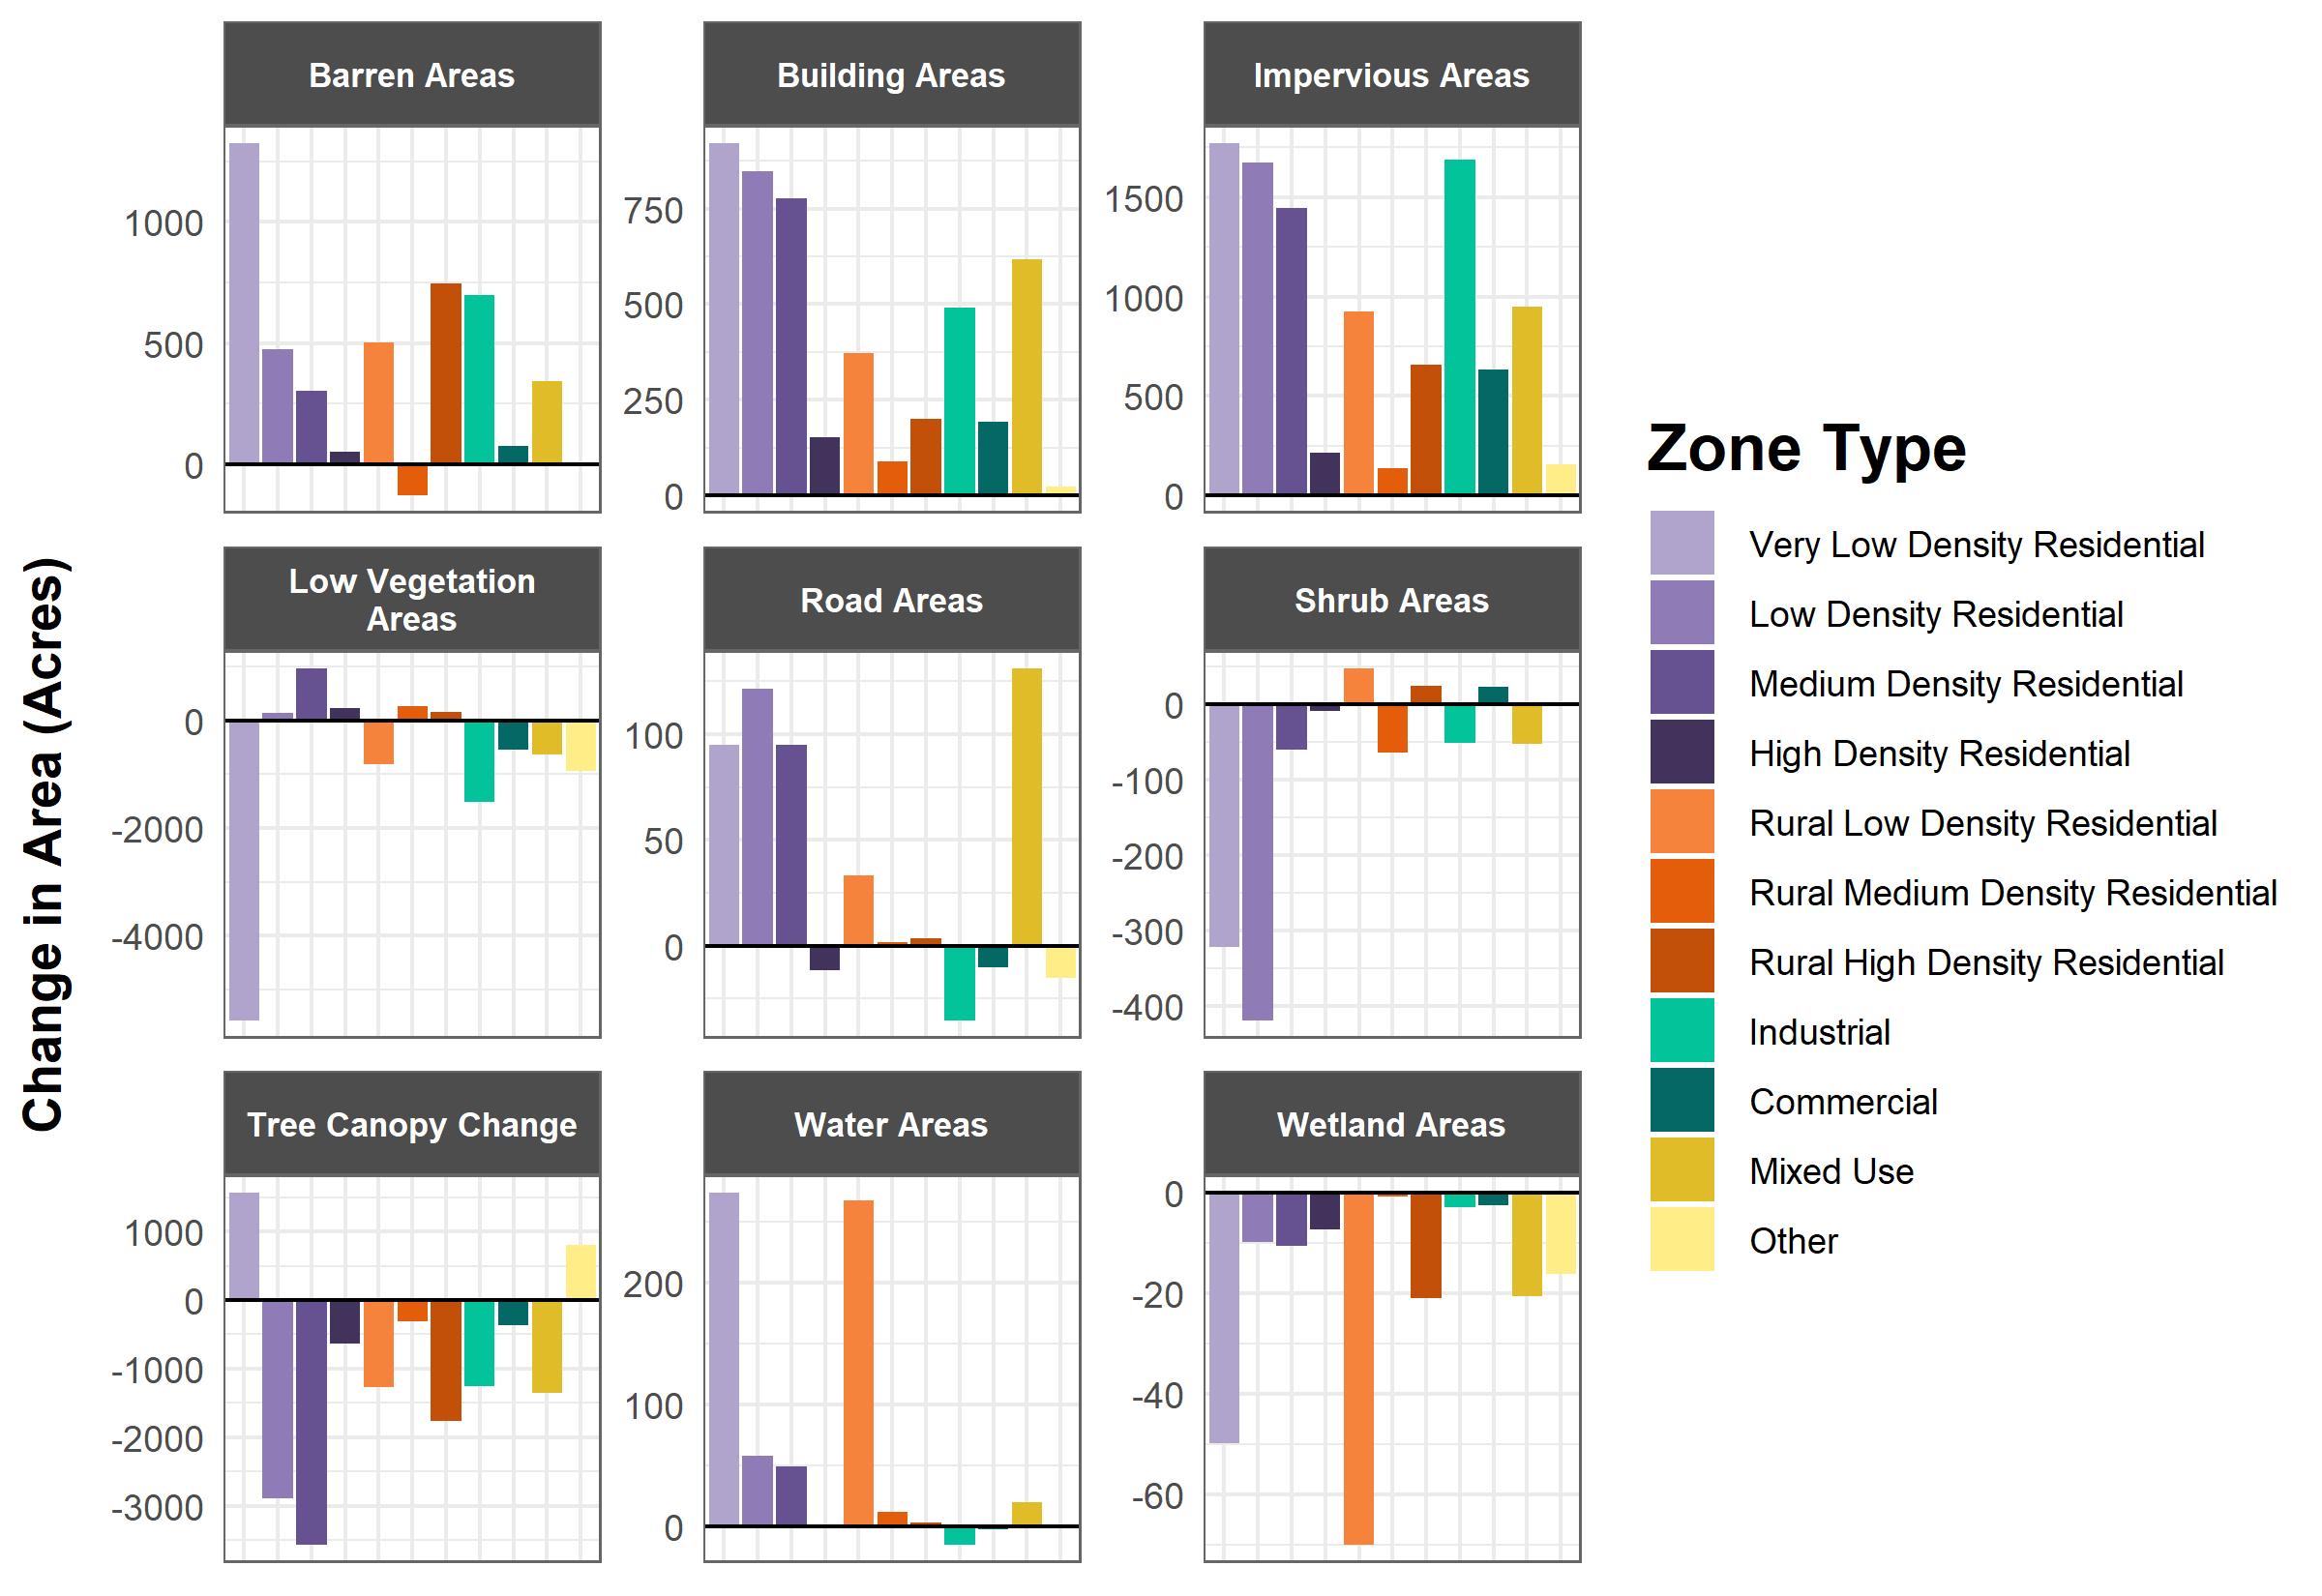 Barren Areas
Building Areas
Impervious Areas
1000
500
0
750
500
250
0
1500
1000
500
0
Low Vegetation
Areas
Road Areas
Shrub Areas
0
-2000
-4000
100
50
0
0
-100
-200
-300
-400
Tree Canopy Change
Water Areas
Wetland Areas
1000
0
-1000
-2000
-3000
200
100
0
0
-20
-40
-60
Change in Area (Acres)
Zone Type
Very Low Density Residential
Low Density Residential
Medium Density Residential
High Density Residential
Rural Low Density Residential
Rural Medium Density Residential
Rural High Density Residential
Industrial
Commercial
Mixed Use
Other